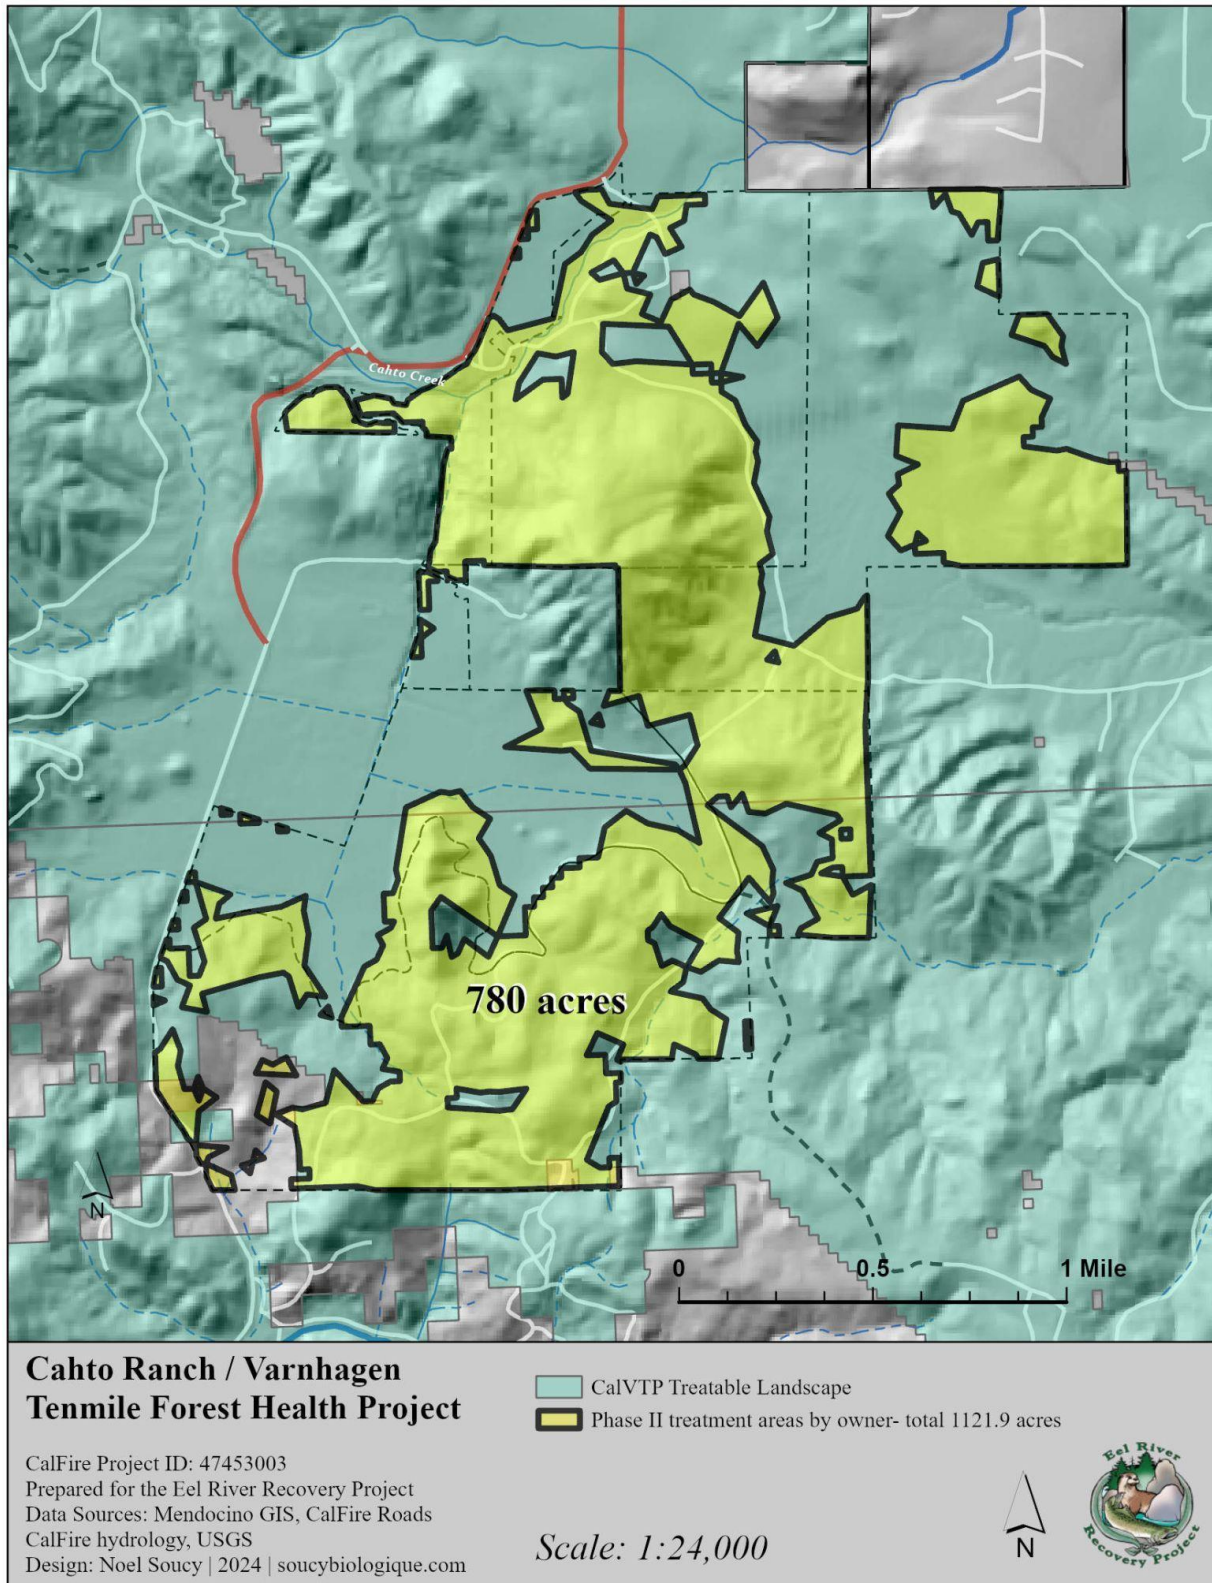 Cahto Creek
780 acres
N
0 0.5 1 Mile
Cahto Ranch / Varnhagen
Tenmile Forest Health Project
CalFire Project ID: 47453003
Prepared for the Eel River Recovery Project
Data Sources: Mendocino GIS, CalFire Roads
CalFire hydrology, USGS
Design: Noel Soucy | 2024 | soucybiologique.com
CalVTP Treatable Landscape
Phase II treatment areas by owner- total 1121.9 acres
Scale: 1:24,000
N
Eel River
Recovery Project